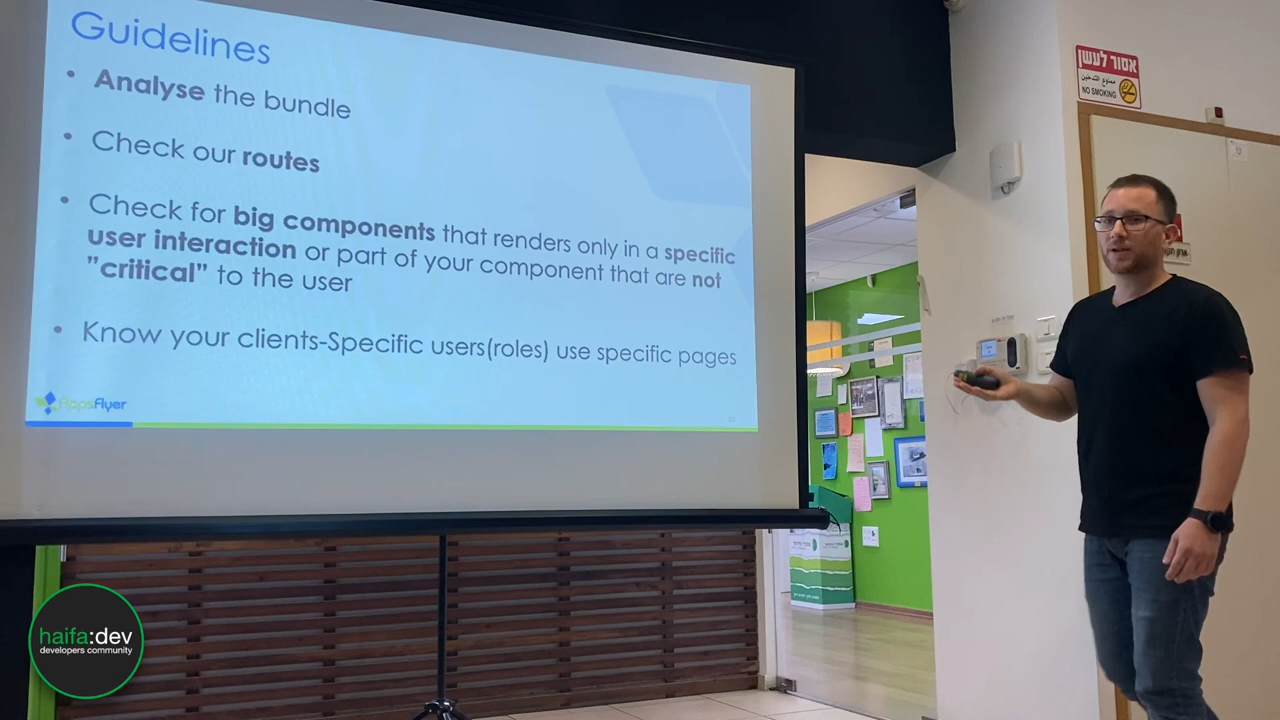 Guidelines
• Analyse the bundle
• Check our routes
• Check for big components that renders only in a specific
user interaction or part of your component that are not
"critical" to the user
• Know your clients-Specific users(roles) use specific pages
AppsFlyer
אסור לעשן
ممنوع التدخين
NO SMOKING
haifa:dev
developers community